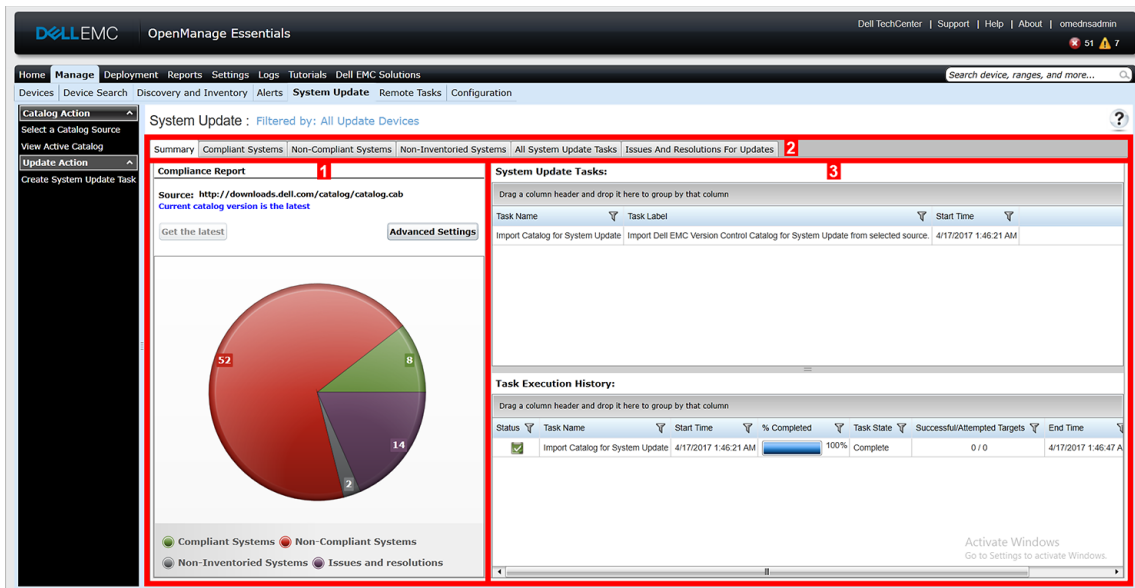 Dell TechCenter | Support | Help | About | omednsadmin
DELLEMC OpenManage Essentials
51 7
Home Manage Deployment Reports Settings Logs Tutorials Dell EMC Solutions
Search device, ranges, and more...
Devices Device Search Discovery and Inventory Alerts System Update Remote Tasks Configuration
Catalog Action
Select a Catalog Source
View Active Catalog
Update Action
Create System Update Task
System Update : Filtered by: All Update Devices
?
Summary Compliant Systems Non-Compliant Systems Non-Inventoried Systems All System Update Tasks Issues And Resolutions For Updates 2
Compliance Report 1
Source: http://downloads.dell.com/catalog/catalog.cab
Current catalog version is the latest
Get the latest Advanced Settings
52
8
14
2
Compliant Systems Non-Compliant Systems
Non-Inventoried Systems Issues and resolutions
System Update Tasks: 3
Drag a column header and drop it here to group by that column
Task Name Task Label Start Time
Import Catalog for System Update Import Dell EMC Version Control Catalog for System Update from selected source. 4/17/2017 1:46:21 AM
Task Execution History:
Drag a column header and drop it here to group by that column
Status Task Name Start Time % Completed Task State Successful/Attempted Targets End Time
Import Catalog for System Update 4/17/2017 1:46:21 AM 100% Complete 0 / 0 4/17/2017 1:46:47 A
Activate Windows
Go to Settings to activate Windows.